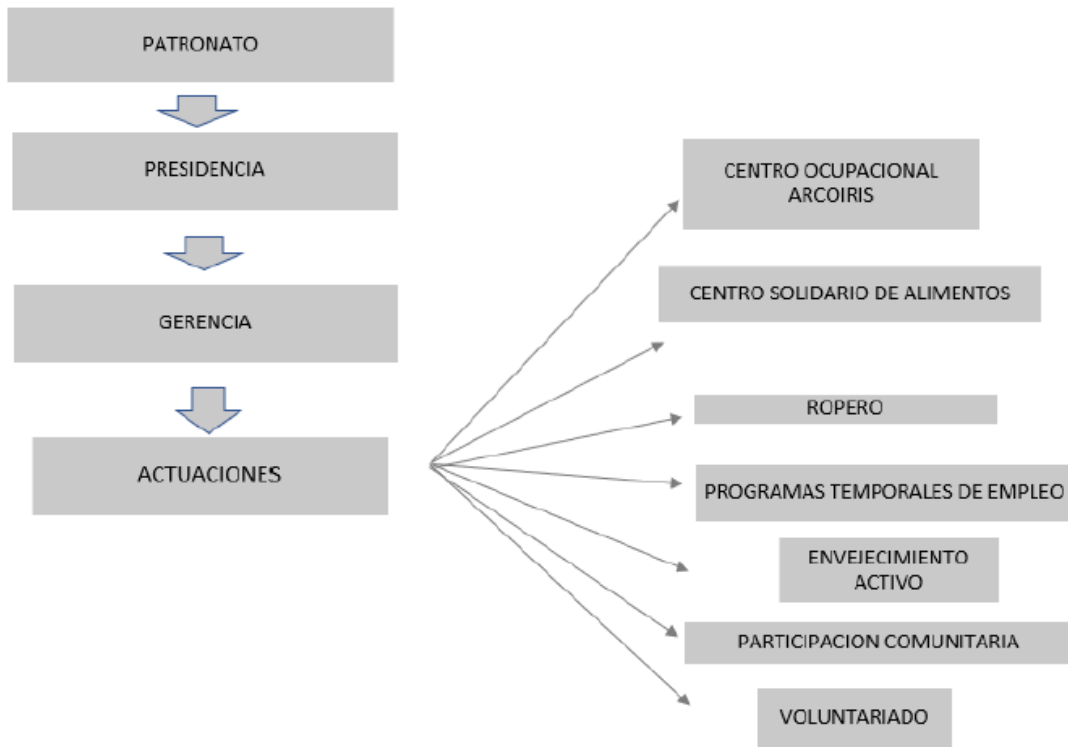 PATRONATO
PRESIDENCIA
GERENCIA
ACTUACIONES
CENTRO OCUPACIONAL
ARCOIRIS
CENTRO SOLIDARIO DE ALIMENTOS
ROPERO
PROGRAMAS TEMPORALES DE EMPLEO
ENVEJECIMIENTO
ACTIVO
PARTICIPACION COMUNITARIA
VOLUNTARIADO